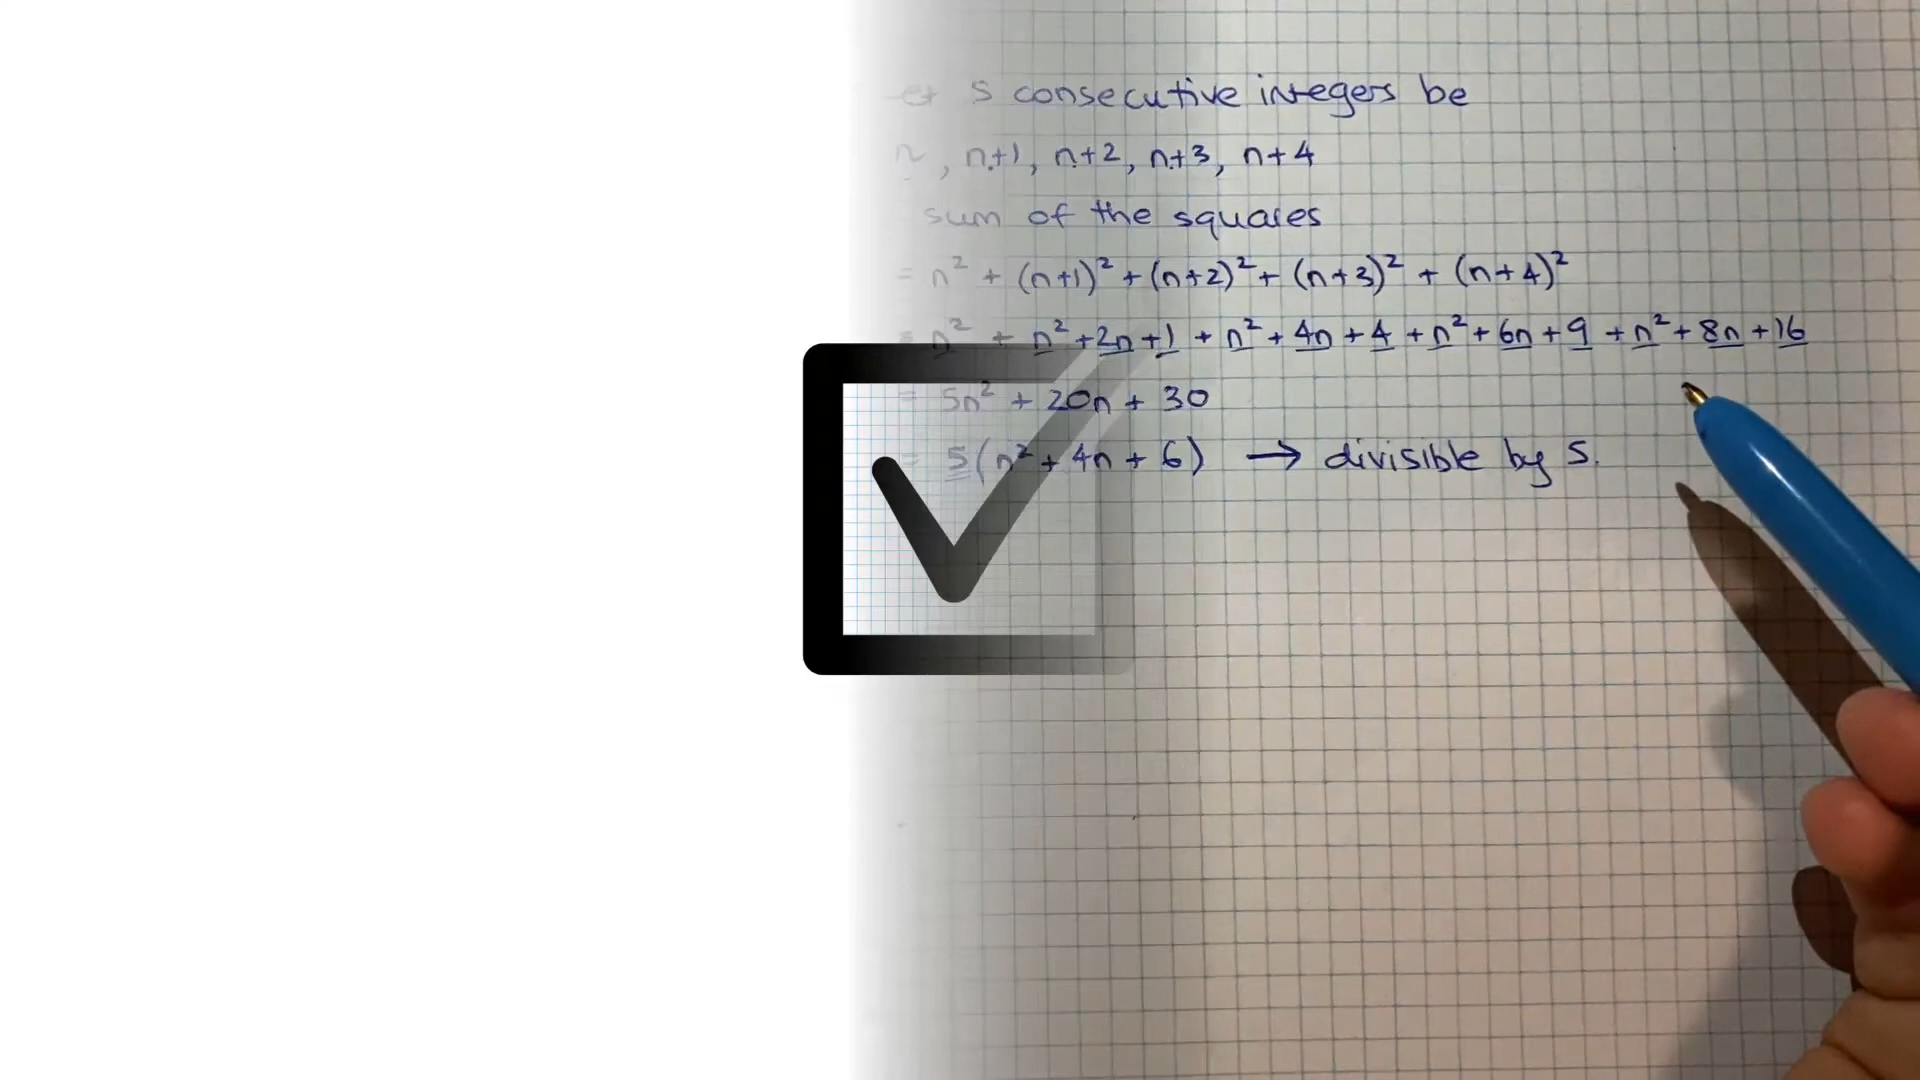 5 consecutive integers be
n, n+1, n+2, n+3, n+4
sum of the squares
= n² + (n+1)² + (n+2)² + (n+3)² + (n+4)²
= n² + n² + 2n + 1 + n² + 4n + 4 + n² + 6n + 9 + n² + 8n + 16
= 5n² + 20n + 30
= 5(n² + 4n + 6) → divisible by 5.